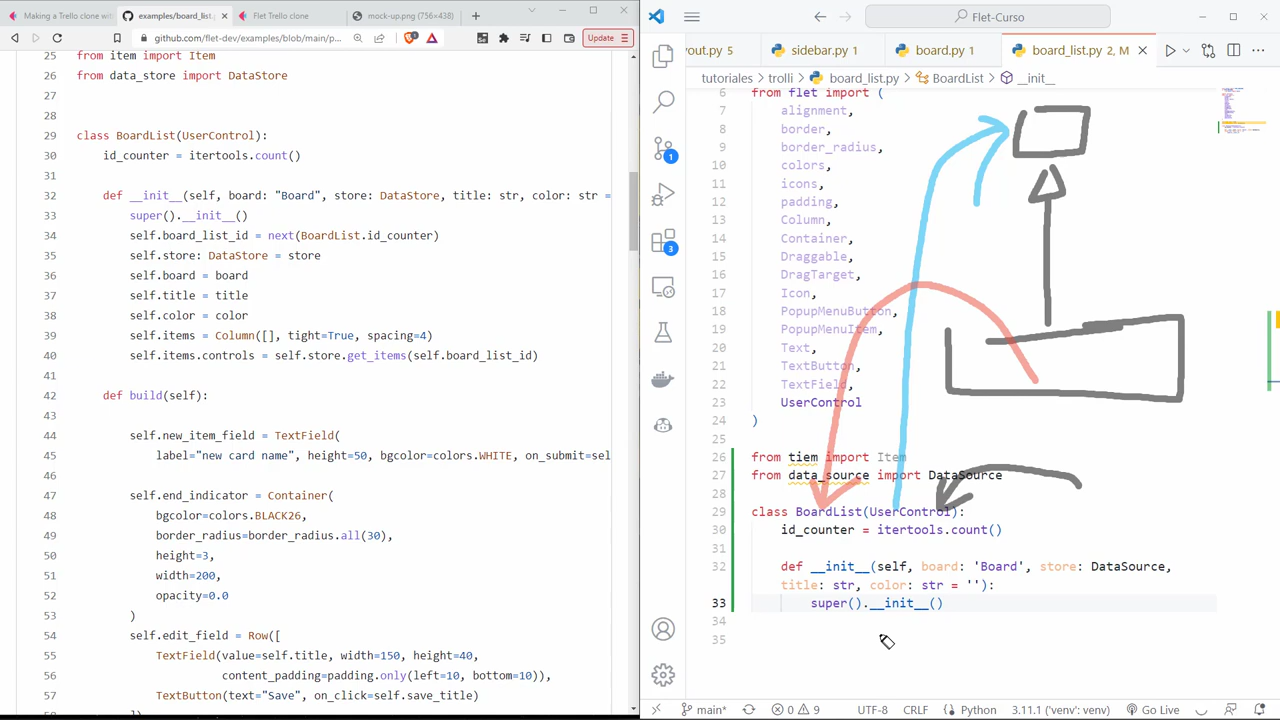 Making a Trello clone wit
examples/board_list.
Flet Trello clone
mock-up.png (756×438)
github.com/flet-dev/examples/blob/main/p...
Update
25 from item import Item
26 from data_store import DataStore
27
28
29 class BoardList(UserControl):
30 id_counter = itertools.count()
31
32 def __init__(self, board: "Board", store: DataStore, title: str, color: str =
33 super().__init__()
34 self.board_list_id = next(BoardList.id_counter)
35 self.store: DataStore = store
36 self.board = board
37 self.title = title
38 self.color = color
39 self.items = Column([], tight=True, spacing=4)
40 self.items.controls = self.store.get_items(self.board_list_id)
41
42 def build(self):
43
44 self.new_item_field = TextField(
45 label="new card name", height=50, bgcolor=colors.WHITE, on_submit=sel
46
47 self.end_indicator = Container(
48 bgcolor=colors.BLACK26,
49 border_radius=border_radius.all(30),
50 height=3,
51 width=200,
52 opacity=0.0
53 )
54 self.edit_field = Row([
55 TextField(value=self.title, width=150, height=40,
56 content_padding=padding.only(left=10, bottom=10)),
57 TextButton(text="Save", on_click=self.save_title)
Flet-Curso
yout.py 5
sidebar.py 1
board.py 1
board_list.py 2, M
tutoriales > trolli > board_list.py > BoardList > __init__
6 from flet import (
7 alignment,
8 border,
9 border_radius,
10 colors,
11 icons,
12 padding,
13 Column,
14 Container,
15 Draggable,
16 DragTarget,
17 Icon,
18 PopupMenuButton,
19 PopupMenuItem,
20 Text,
21 TextButton,
22 TextField,
23 UserControl
24 )
25
26 from tiem import Item
27 from data_source import DataSource
28
29 class BoardList(UserControl):
30 id_counter = itertools.count()
31
32 def __init__(self, board: 'Board', store: DataSource,
title: str, color: str = ''):
33 super().__init__()
34
35
1
3
main*
0
9
UTF-8
CRLF
Python
3.11.1 ('venv': venv)
Go Live